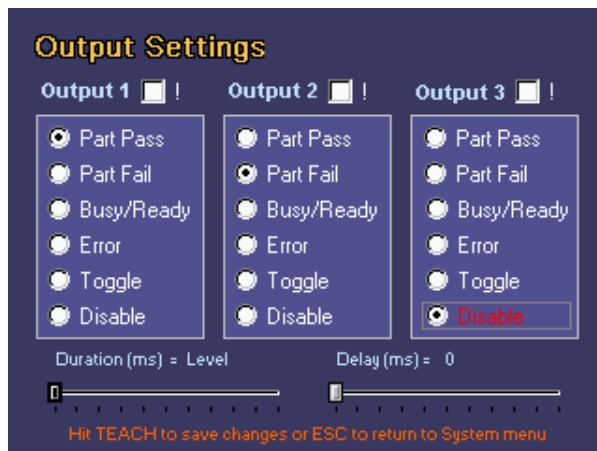 Output Settings
Output 1 !
Output 2 !
Output 3 !
Part Pass
Part Fail
Busy/Ready
Error
Toggle
Disable
Part Pass
Part Fail
Busy/Ready
Error
Toggle
Disable
Part Pass
Part Fail
Busy/Ready
Error
Toggle
Disable
Duration (ms) = Level
Delay (ms) = 0
Hit TEACH to save changes or ESC to return to System menu